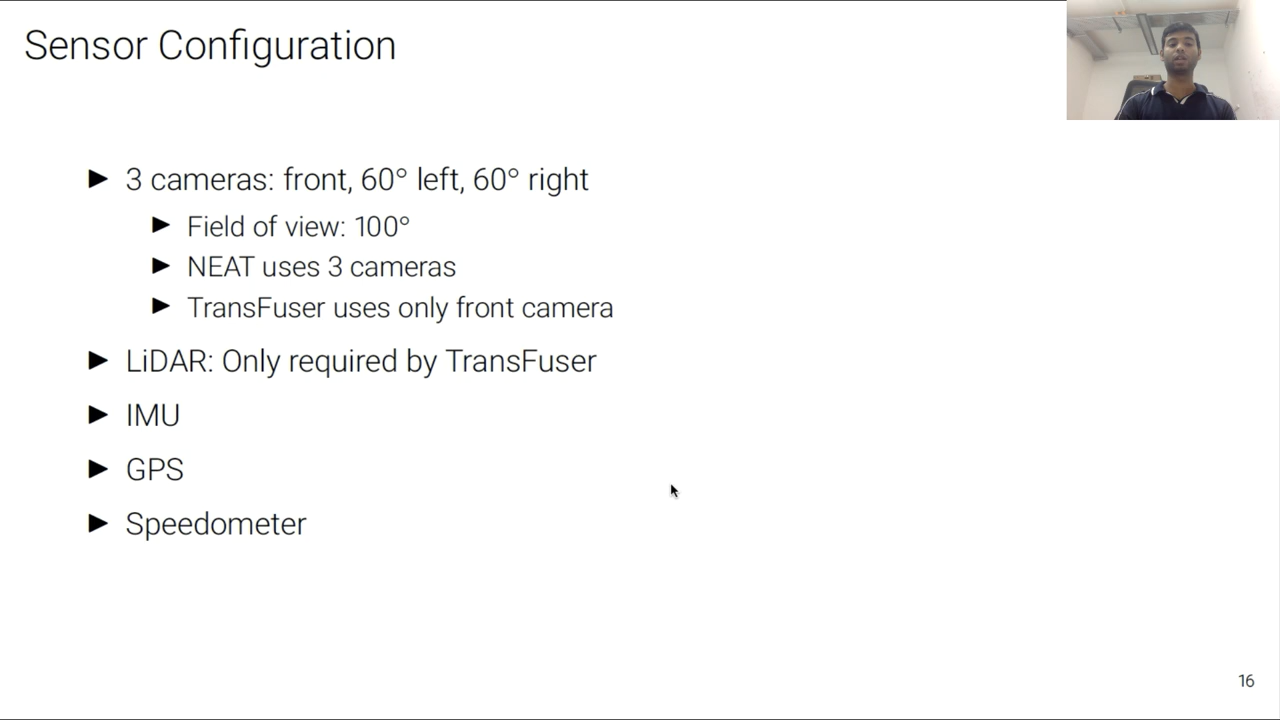 Sensor Configuration
► 3 cameras: front, 60° left, 60° right
► Field of view: 100°
► NEAT uses 3 cameras
► TransFuser uses only front camera
► LiDAR: Only required by TransFuser
► IMU
► GPS
► Speedometer
16